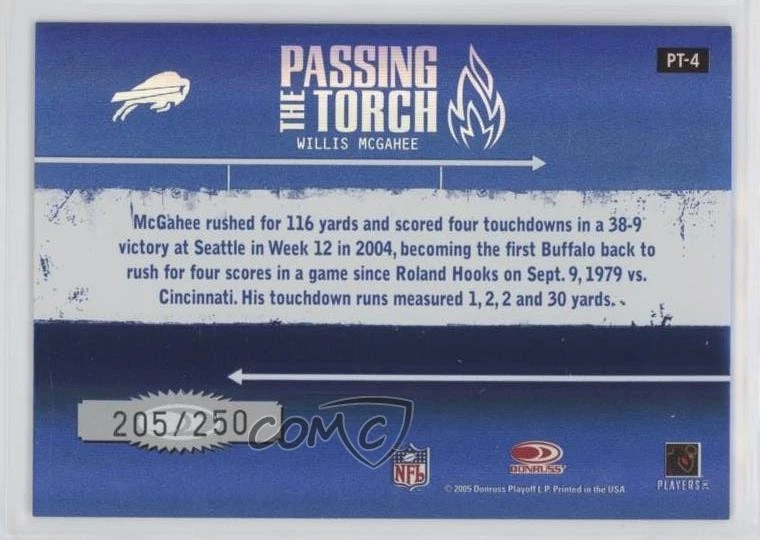 PT-4
PASSING
THE TORCH
WILLIS MCGAHEE
McGahee rushed for 116 yards and scored four touchdowns in a 38-9
victory at Seattle in Week 12 in 2004, becoming the first Buffalo back to
rush for four scores in a game since Roland Hooks on Sept. 9, 1979 vs.
Cincinnati. His touchdown runs measured 1, 2, 2 and 30 yards.
205/250
COMC
NFL
DONRUSS
© 2005 Donruss Playoff L.P. Printed in the USA
PLAYERS INC